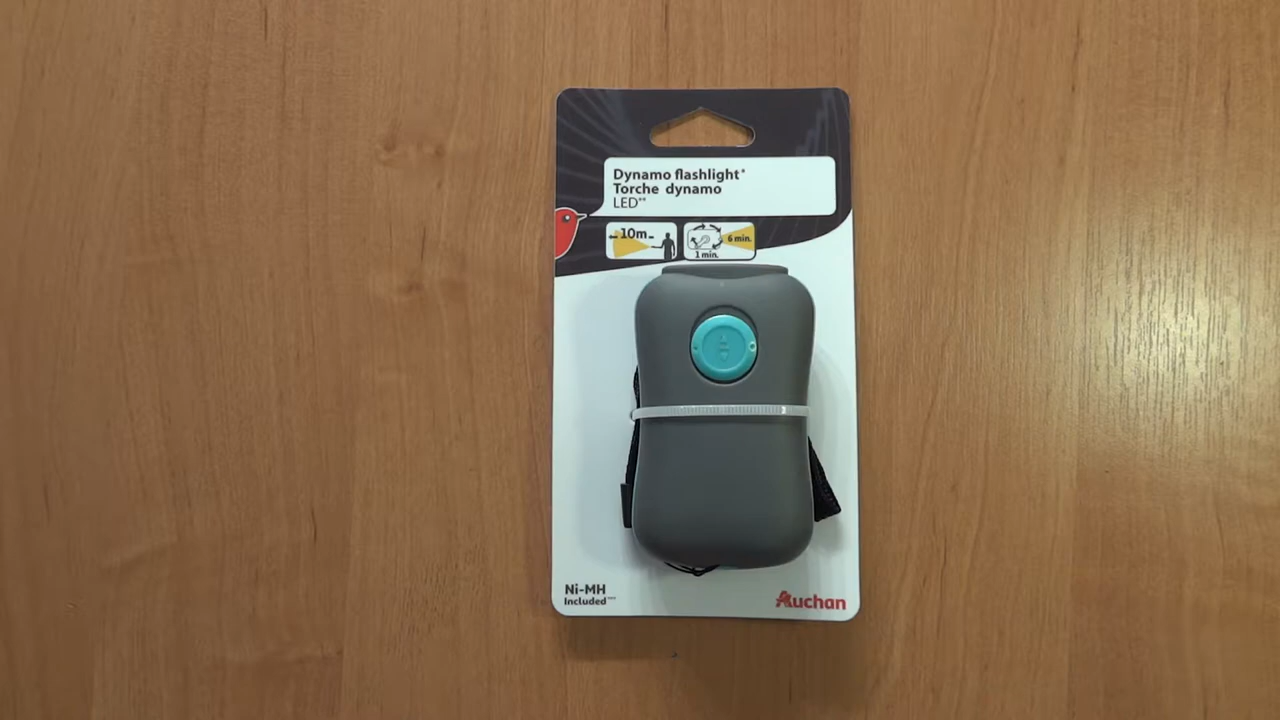 Dynamo flashlight*
Torche dynamo
LED**
10m
6 min.
1 min.
Ni-MH
Included***
Auchan